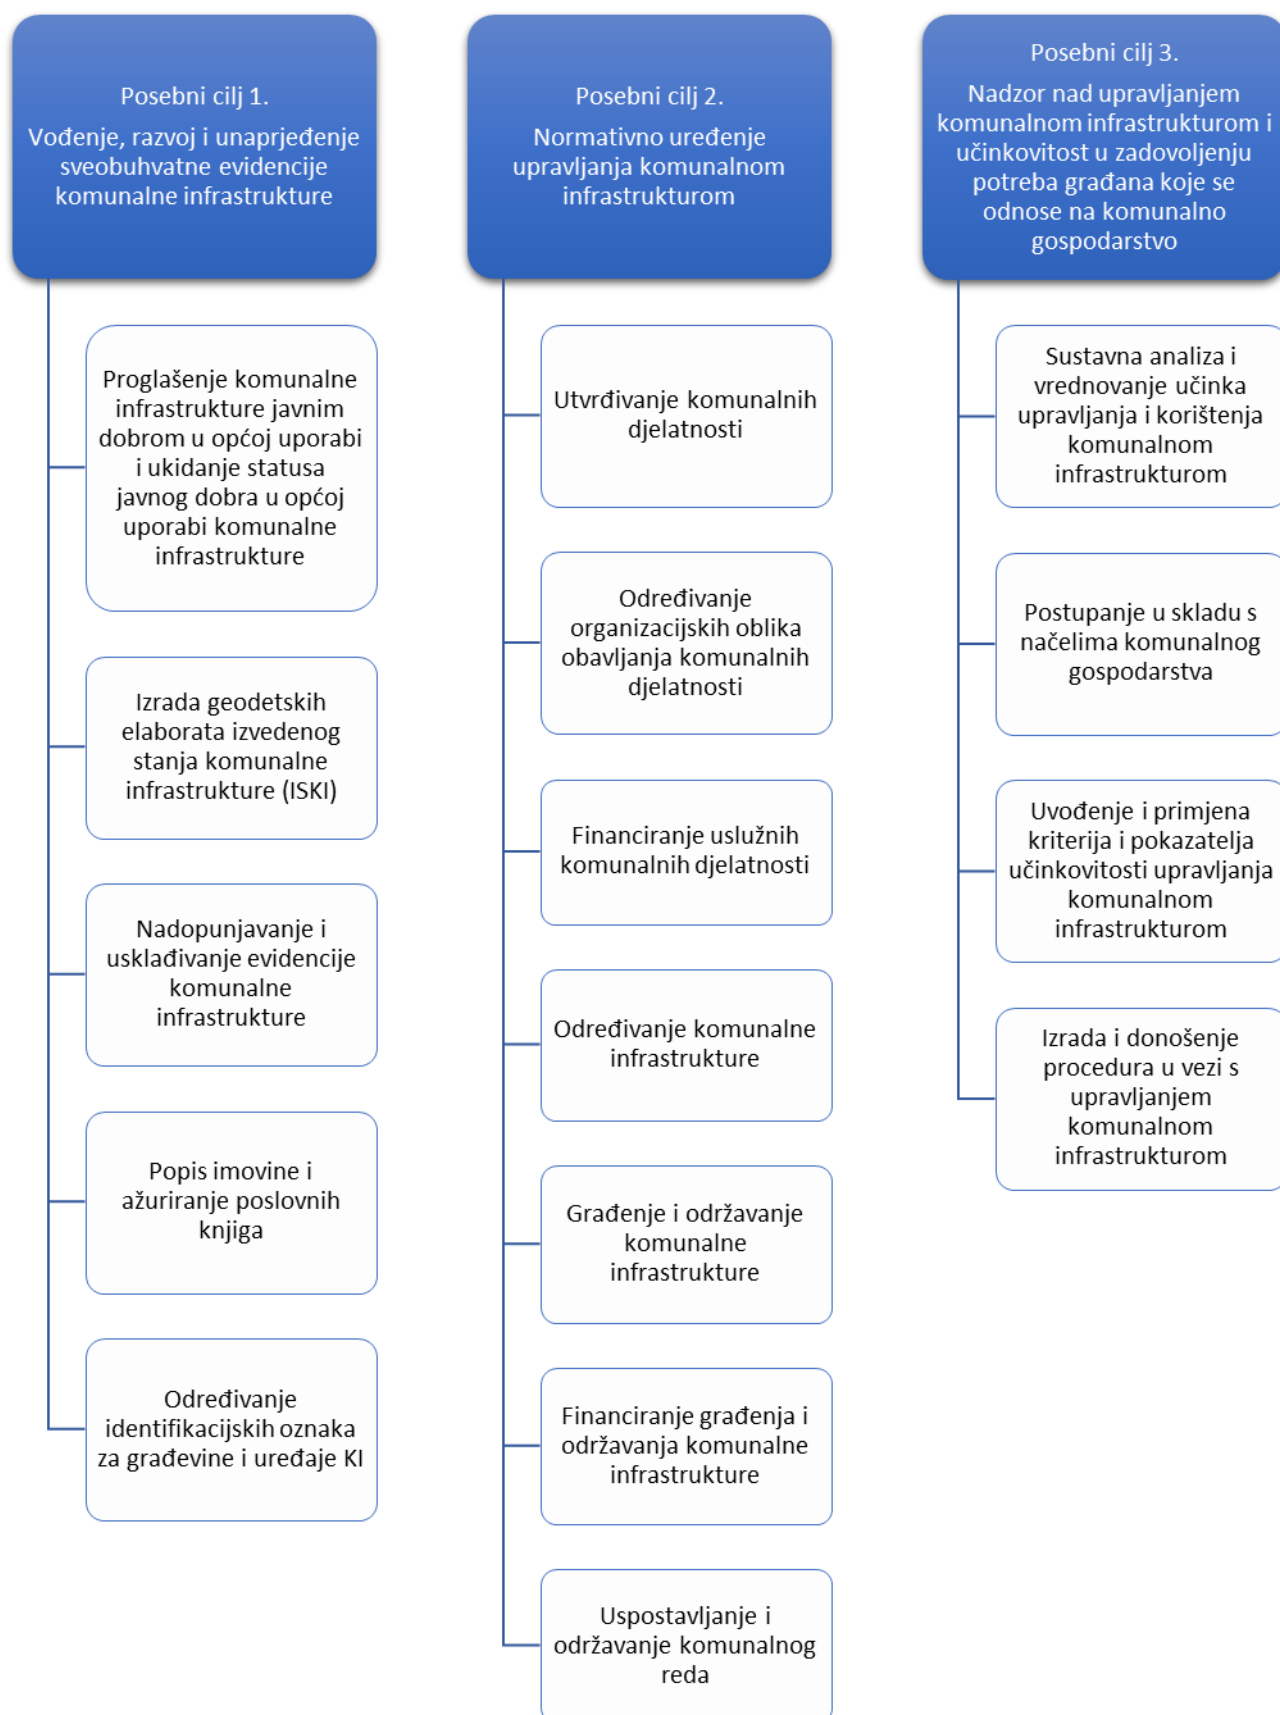 Posebni cilj 1.
Vođenje, razvoj i unaprjeđenje
sveobuhvatne evidencije
komunalne infrastrukture
Proglašenje komunalne
infrastrukture javnim
dobrom u općoj uporabi
i ukidanje statusa
javnog dobra u općoj
uporabi komunalne
infrastrukture
Izrada geodetskih
elaborata izvedenog
stanja komunalne
infrastrukture (ISKI)
Nadopunjavanje i
usklađivanje evidencije
komunalne
infrastrukture
Popis imovine i
ažuriranje poslovnih
knjiga
Određivanje
identifikacijskih oznaka
za građevine i uređaje KI
Posebni cilj 2.
Normativno uređenje
upravljanja komunalnom
infrastrukturom
Utvrđivanje komunalnih
djelatnosti
Određivanje
organizacijskih oblika
obavljanja komunalnih
djelatnosti
Financiranje uslužnih
komunalnih djelatnosti
Određivanje komunalne
infrastrukture
Građenje i održavanje
komunalne
infrastrukture
Financiranje građenja i
održavanja komunalne
infrastrukture
Uspostavljanje i
održavanje komunalnog
reda
Posebni cilj 3.
Nadzor nad upravljanjem
komunalnom infrastrukturom i
učinkovitost u zadovoljenju
potreba građana koje se
odnose na komunalno
gospodarstvo
Sustavna analiza i
vrednovanje učinka
upravljanja i korištenja
komunalnom
infrastrukturom
Postupanje u skladu s
načelima komunalnog
gospodarstva
Uvođenje i primjena
kriterija i pokazatelja
učinkovitosti upravljanja
komunalnom
infrastrukturom
Izrada i donošenje
procedura u vezi s
upravljanjem
komunalnom
infrastrukturom